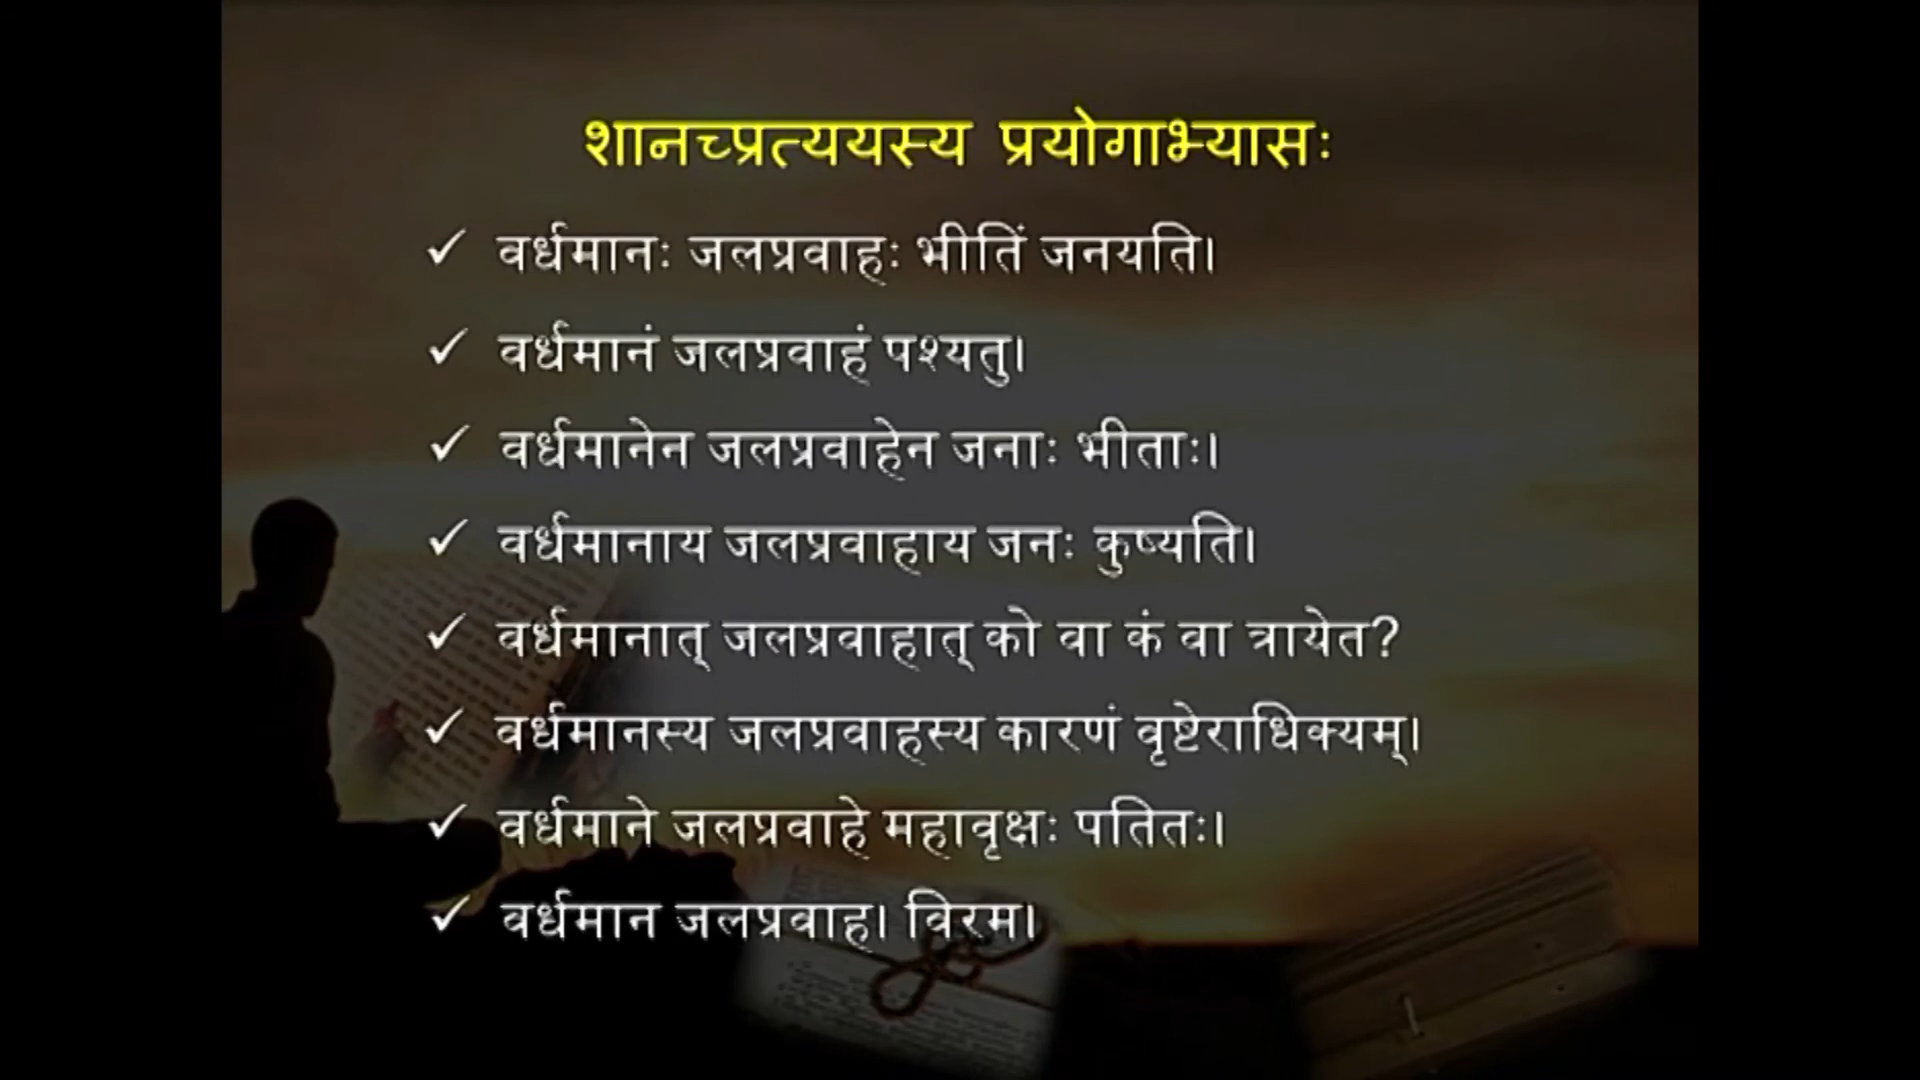 शानच्प्रत्ययस्य प्रयोगाभ्यासः
✓ वर्धमानः जलप्रवाहः भीतिं जनयति।
✓ वर्धमानं जलप्रवाहं पश्यतु।
✓ वर्धमानेन जलप्रवाहेन जनाः भीताः।
✓ वर्धमानाय जलप्रवाहाय जनः कुष्यति।
✓ वर्धमानात् जलप्रवाहात् को वा कं वा त्रायेत?
✓ वर्धमानस्य जलप्रवाहस्य कारणं वृष्टेराधिक्यम्।
✓ वर्धमाने जलप्रवाहे महावृक्षः पतितः।
✓ वर्धमान जलप्रवाह। विरम।